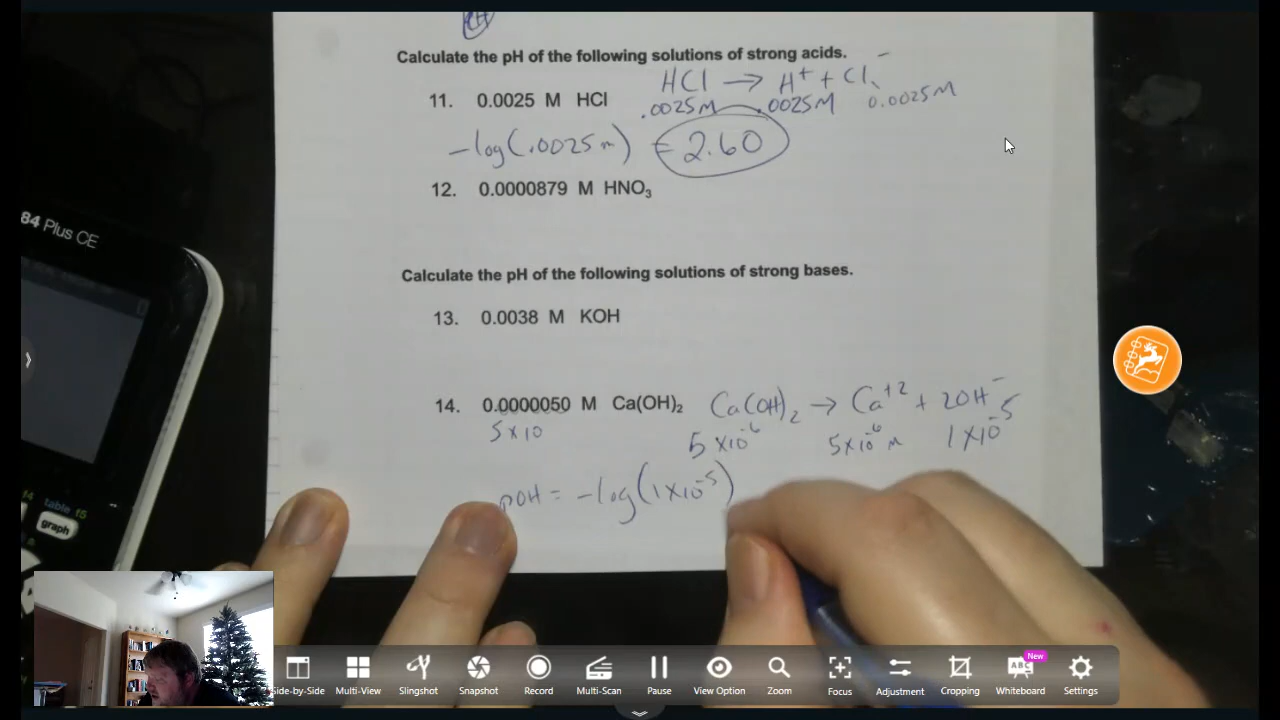 Calculate the pH of the following solutions of strong acids.
HCl → H⁺ + Cl⁻
11. 0.0025 M HCl
.0025M .0025M 0.0025M
-log(.0025m) = 2.60
12. 0.0000879 M HNO₃
84 Plus CE
Calculate the pH of the following solutions of strong bases.
13. 0.0038 M KOH
14. 0.0000050 M Ca(OH)₂ Ca(OH)₂ → Ca⁺² + 2OH⁻
5x10 5x10⁻⁶ 5x10⁻⁶ M 1x10⁻⁵
pOH = -log(1x10⁻⁵)
table f5
graph
Side-by-Side Multi-View Slingshot Snapshot Record Multi-Scan Pause View Option Zoom Focus Adjustment Cropping New ABC Whiteboard Settings